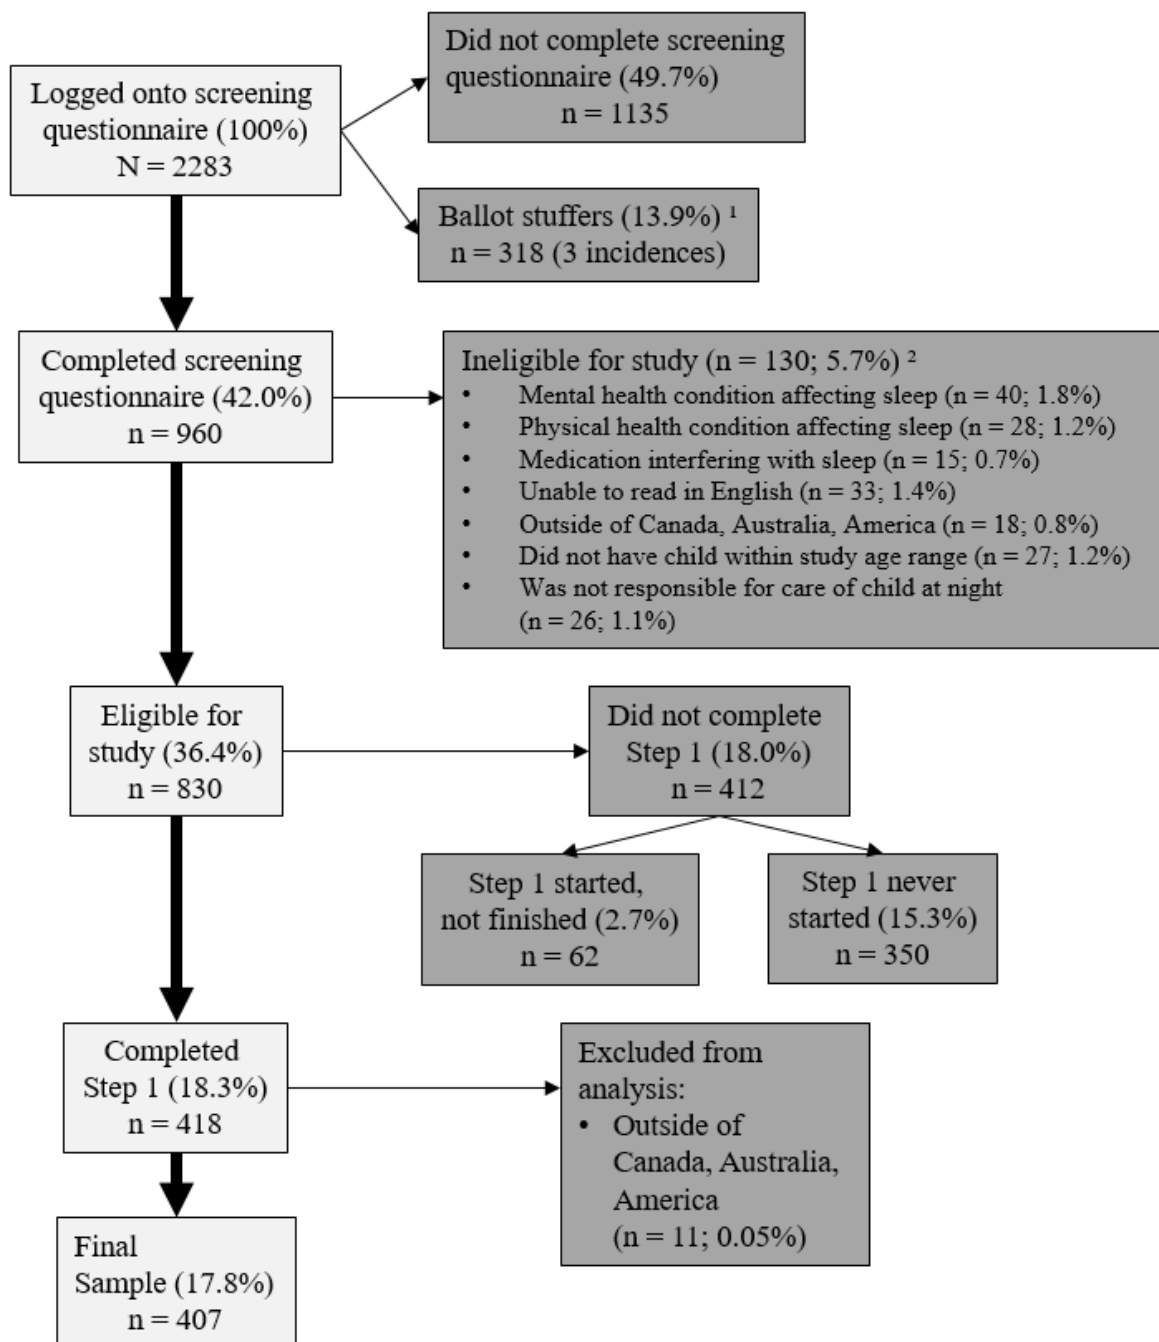 Logged onto screening
questionnaire (100%)
N = 2283
Did not complete screening
questionnaire (49.7%)
n = 1135
Ballot stuffers (13.9%) ¹
n = 318 (3 incidences)
Completed screening
questionnaire (42.0%)
n = 960
Ineligible for study (n = 130; 5.7%) ²
• Mental health condition affecting sleep (n = 40; 1.8%)
• Physical health condition affecting sleep (n = 28; 1.2%)
• Medication interfering with sleep (n = 15; 0.7%)
• Unable to read in English (n = 33; 1.4%)
• Outside of Canada, Australia, America (n = 18; 0.8%)
• Did not have child within study age range (n = 27; 1.2%)
• Was not responsible for care of child at night
(n = 26; 1.1%)
Eligible for
study (36.4%)
n = 830
Did not complete
Step 1 (18.0%)
n = 412
Step 1 started,
not finished (2.7%)
n = 62
Step 1 never
started (15.3%)
n = 350
Completed
Step 1 (18.3%)
n = 418
Excluded from
analysis:
• Outside of
Canada, Australia,
America
(n = 11; 0.05%)
Final
Sample (17.8%)
n = 407